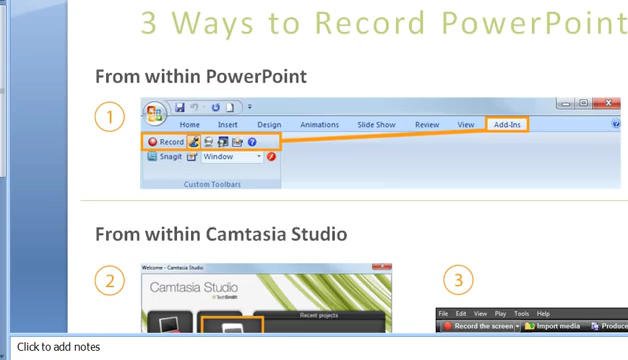 3 Ways to Record PowerPoint
From within PowerPoint
1
Home Insert Design Animations Slide Show Review View Add-Ins
Record
Snagit Window
Custom Toolbars
From within Camtasia Studio
2
3
Welcome - Camtasia Studio
Camtasia Studio
TechSmith
Recent projects
File Edit View Play Tools Help
Record the screen Import media Produce
Click to add notes